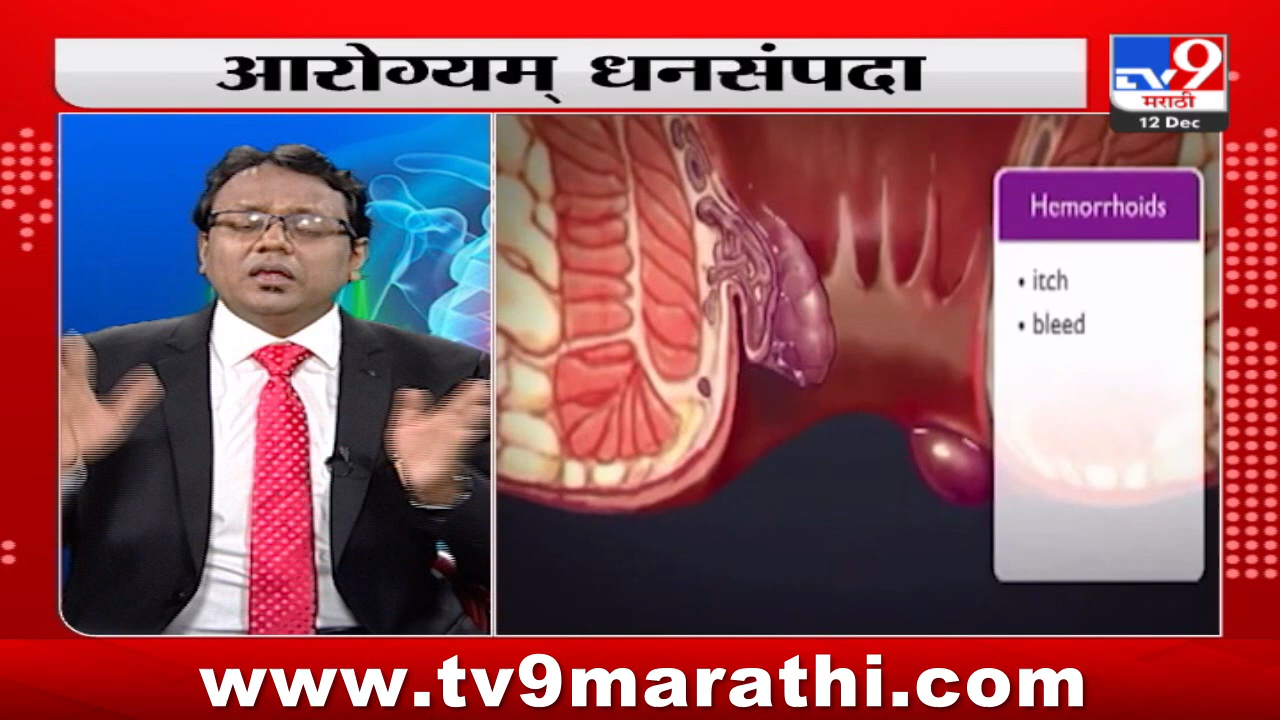 आरोग्यम् धनसंपदा
TV9
मराठी
12 Dec
Hemorrhoids
• itch
• bleed
www.tv9marathi.com